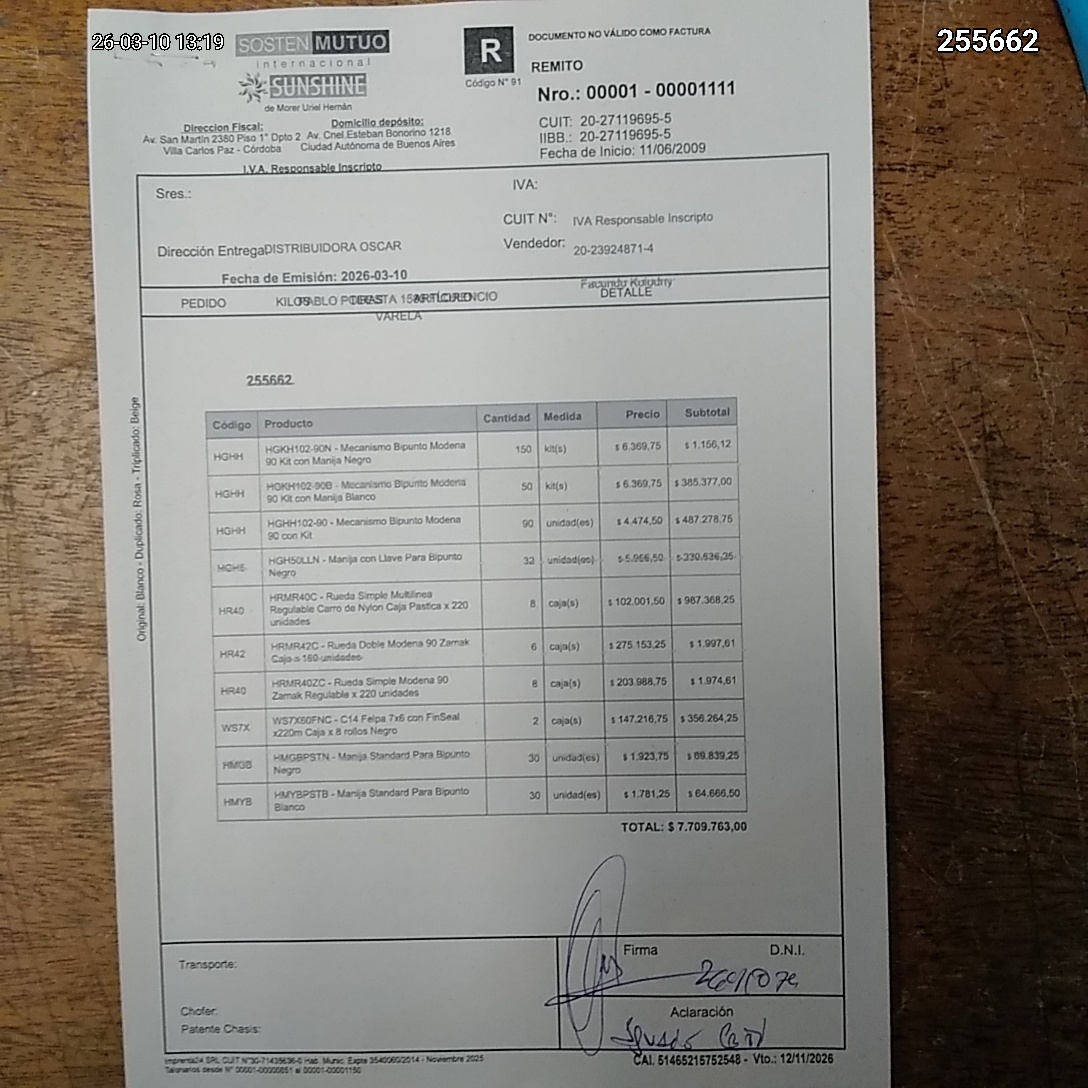 26-03-10 13:19
255662
SOSTEN MUTUO
internacional
SUNSHINE
de Morer Uriel Hernán
R
Código N° 91
DOCUMENTO NO VÁLIDO COMO FACTURA
REMITO
Nro.: 00001 - 00001111
CUIT: 20-27119695-5
IIBB.: 20-27119695-5
Fecha de Inicio: 11/06/2009
Direccion Fiscal:
Av. San Martin 2380 Piso 1° Dpto 2
Villa Carlos Paz - Córdoba
Domicilio depósito:
Av. Cnel.Esteban Bonorino 1218
Ciudad Autónoma de Buenos Aires
I.V.A. Responsable Inscripto
Sres.:
IVA:
CUIT N°: IVA Responsable Inscripto
Dirección Entrega DISTRIBUIDORA OSCAR
Vendedor: 20-23924871-4
Fecha de Emisión: 2026-03-10
Facundo Kolodny
PEDIDO DETALLE
VARELA
255662
Código Producto Cantidad Medida Precio Subtotal
HGHH HGKH102-90N - Mecanismo Bipunto Modena 90 Kit con Manija Negro 150 kit(s) $ 6.369,75 $ 1.156,12
HGHH HGKH102-90B - Mecanismo Bipunto Modena 90 Kit con Manija Blanco 50 kit(s) $ 6.369,75 $ 385.377,00
HGHH HGHH102-90 - Mecanismo Bipunto Modena 90 con Kit 90 unidad(es) $ 4.474,50 $ 487.278,75
HGH50LLN - Manija con Llave Para Bipunto Negro 32 unidad(es)
HR40 HRMR40C - Rueda Simple Multilinea Regulable Carro de Nylon Caja Pastica x 220 unidades 8 caja(s) $ 102.001,50 $ 987.368,25
HR42 HRMR42C - Rueda Doble Modena 90 Zamak Caja x 160 unidades 6 caja(s) $ 275.153,25 $ 1.997,61
HR40 HRMR40ZC - Rueda Simple Modena 90 Zamak Regulable x 220 unidades 8 caja(s) $ 203.988,75 $ 1.974,61
WS7X WS7X60FNC - C14 Felpa 7x6 con FinSeal x220m Caja x 8 rollos Negro 2 caja(s) $ 147.216,75 $ 356.264,25
HMGB HMGBPSTN - Manija Standard Para Bipunto Negro 30 unidad(es) $ 1.923,75 $ 69.839,25
HMYB HMYBPSTB - Manija Standard Para Bipunto Blanco 30 unidad(es) $ 1.781,25 $ 64.666,50
TOTAL: $ 7.709.763,00
Original: Blanco - Duplicado: Rosa - Triplicado: Beige
Transporte:
Firma D.N.I.
Chofer:
Patente Chasis:
Aclaración
CAI. 51465215752548 - Vto.: 12/11/2026